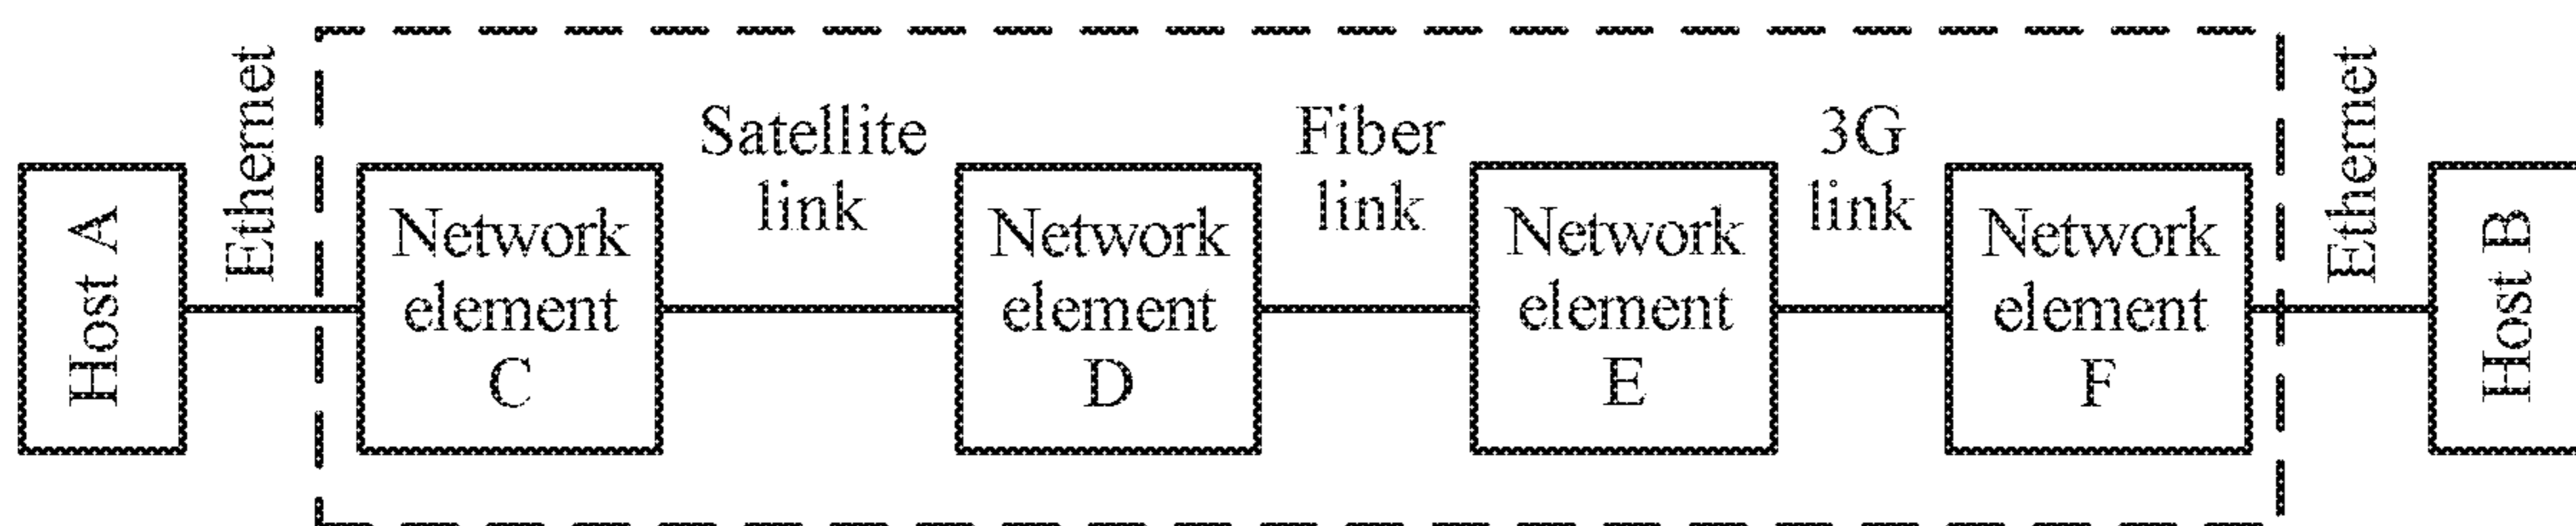 Host A
Ethernet
Network
element
C
Satellite
link
Network
element
D
Fiber
link
Network
element
E
3G
link
Network
element
F
Ethernet
Host B